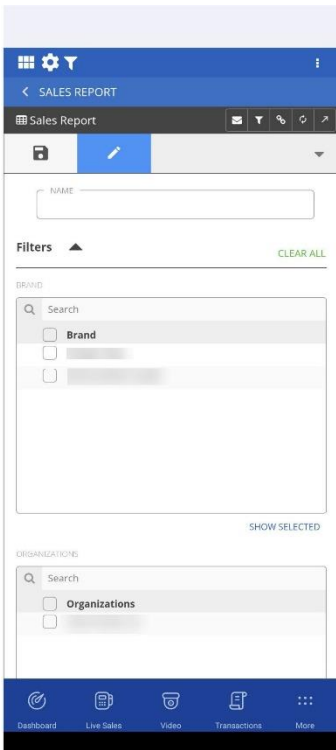 SALES REPORT
Sales Report
NAME
Filters
CLEAR ALL
BRAND
Search
Brand
SHOW SELECTED
ORGANIZATIONS
Search
Organizations
Dashboard Live Sales Video Transactions More